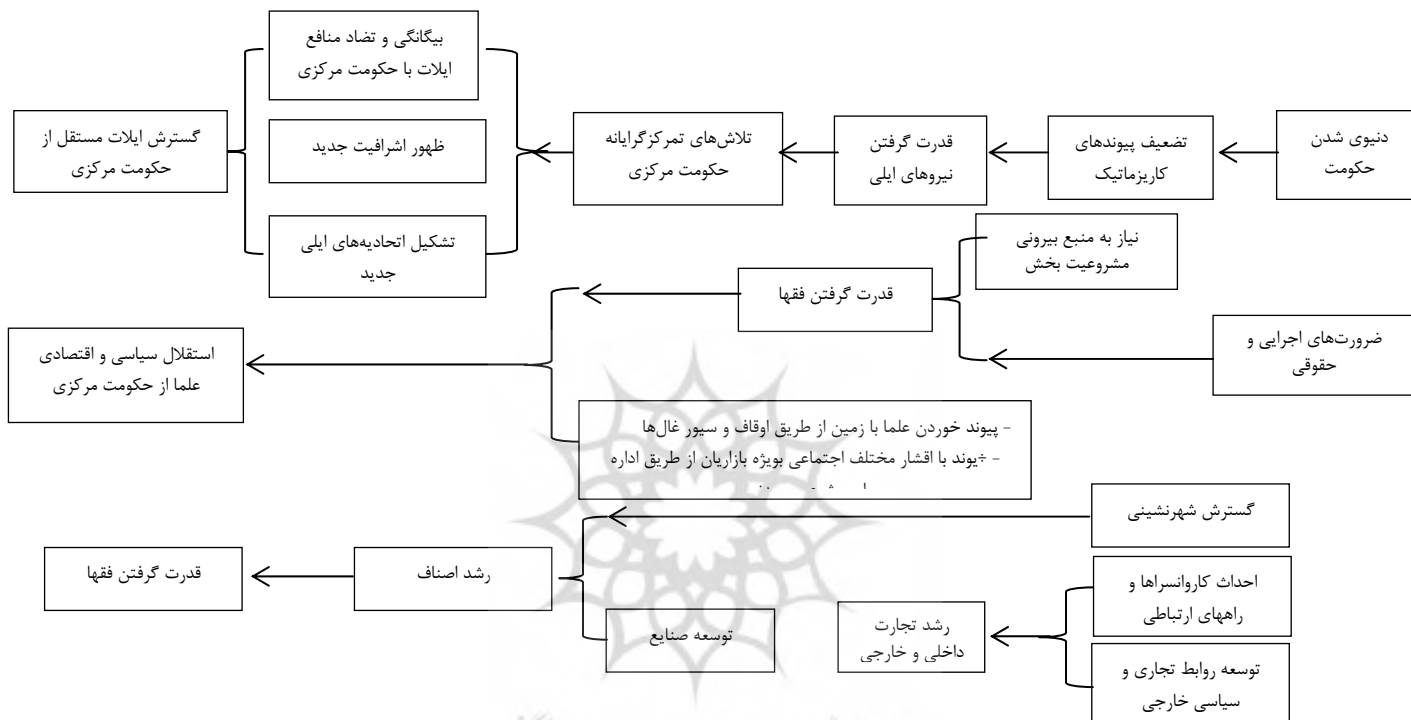 دنیوی شدن
حکومت
تضعیف پیوندهای
کاریزماتیک
قدرت گرفتن
نیروهای ایلی
تلاش‌های تمرکزگرایانه
حکومت مرکزی
بیگانگی و تضاد منافع
ایلات با حکومت مرکزی
ظهور اشرافیت جدید
تشکیل اتحادیه‌های ایلی
جدید
گسترش ایلات مستقل از
حکومت مرکزی
نیاز به منبع بیرونی
مشروعیت بخش
ضرورت‌های اجرایی و
حقوقی
قدرت گرفتن فقها
- پیوند خوردن علما با زمین از طریق اوقاف و سیور غال‌ها
- ÷یوند با اقشار مختلف اجتماعی بویژه بازاریان از طریق اداره
استقلال سیاسی و اقتصادی
علما از حکومت مرکزی
گسترش شهرنشینی
احداث کاروانسراها و
راههای ارتباطی
توسعه روابط تجاری و
سیاسی خارجی
رشد تجارت
داخلی و خارجی
توسعه صنایع
رشد اصناف
قدرت گرفتن فقها